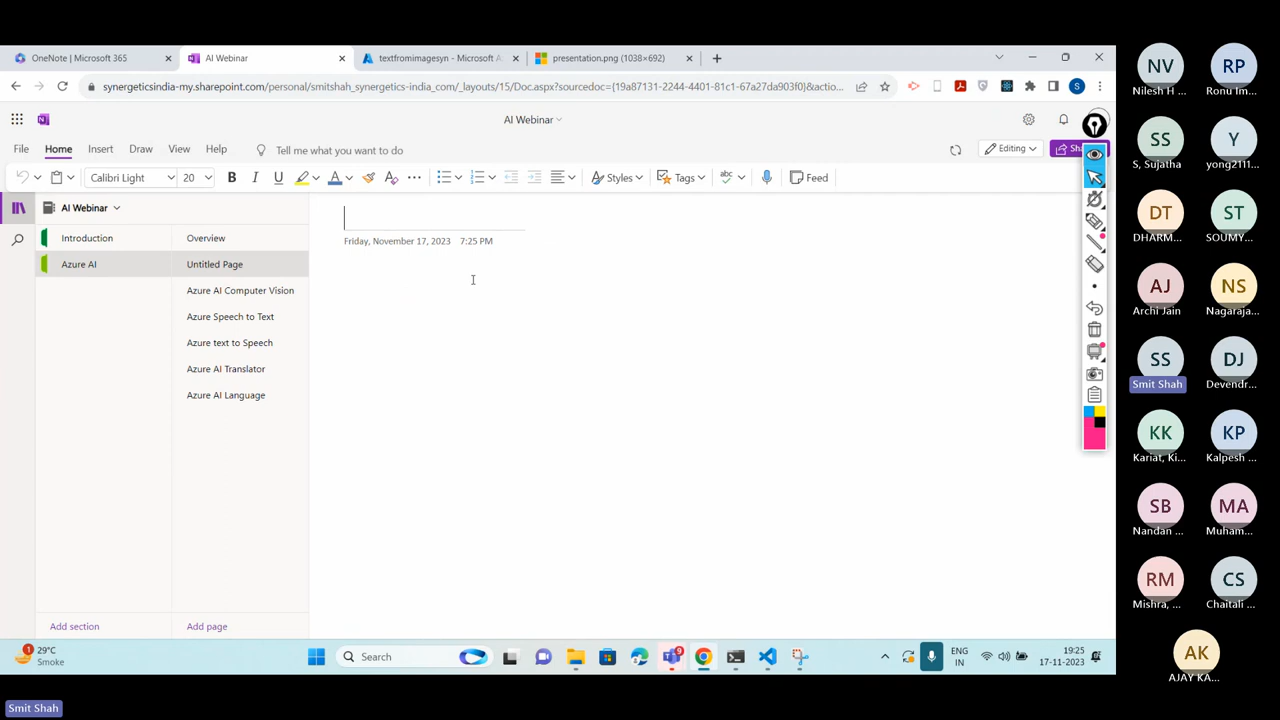 OneNote | Microsoft 365
AI Webinar
textfromimagesyn - Microsoft A
presentation.png (1038×692)
synergeticsindia-my.sharepoint.com/personal/smitshah_synergetics-india_com/_layouts/15/Doc.aspx?sourcedoc={19a87131-2244-4401-81c1-67a27da903f0}&actio...
S
AI Webinar
File Home Insert Draw View Help Tell me what you want to do
Editing
Sha
Calibri Light 20 B I U A Styles Tags abc Feed
AI Webinar
Introduction
Azure AI
Overview
Untitled Page
Azure AI Computer Vision
Azure Speech to Text
Azure text to Speech
Azure AI Translator
Azure AI Language
Add section
Add page
Friday, November 17, 2023 7:25 PM
1
29°C
Smoke
Search
9
ENG
IN
19:25
17-11-2023
NV
Nilesh H ...
RP
Ronu Im...
SS
S, Sujatha
Y
yong2111...
DT
DHARM...
ST
SOUMY...
AJ
Archi Jain
NS
Nagaraja...
SS
Smit Shah
DJ
Devendr...
KK
Kariat, Ki...
KP
Kalpesh ...
SB
Nandan ...
MA
Muham...
RM
Mishra, ...
CS
Chaitali ...
AK
AJAY KA...
Smit Shah